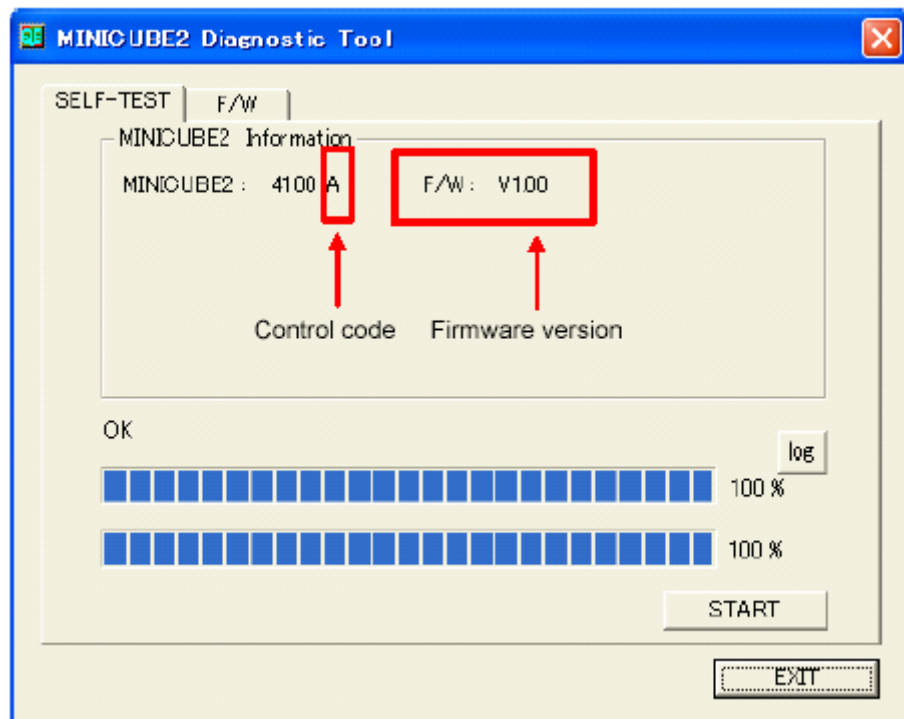 MINICUBE2 Diagnostic Tool
SELF-TEST F/W
MINICUBE2 Information
MINICUBE2 : 4100 A F/W : V1.00
Control code Firmware version
OK
log
100 %
100 %
START
EXIT